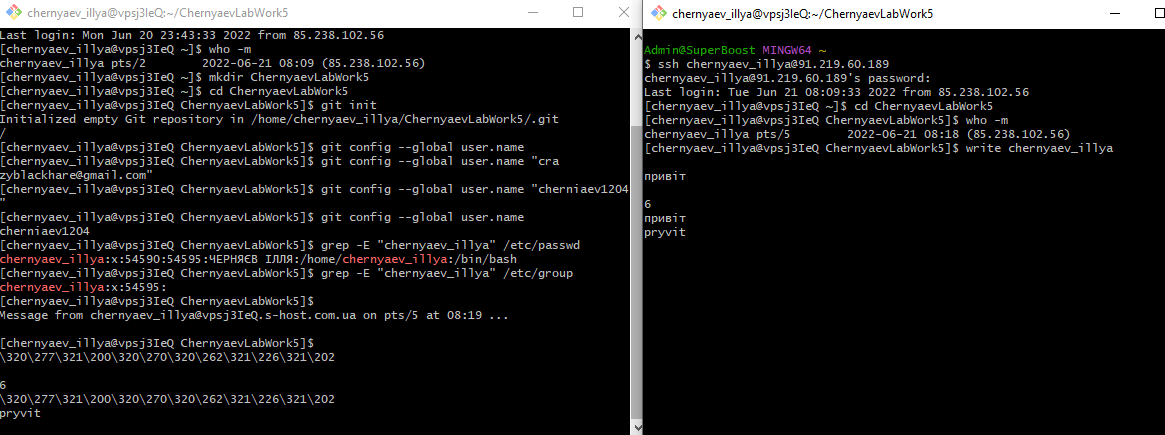 chernyaev_illya@vpsj3IeQ:~/ChernyaevLabWork5
Last login: Mon Jun 20 23:43:33 2022 from 85.238.102.56
[chernyaev_illya@vpsj3IeQ ~]$ who -m
chernyaev_illya pts/2        2022-06-21 08:09 (85.238.102.56)
[chernyaev_illya@vpsj3IeQ ~]$ mkdir ChernyaevLabWork5
[chernyaev_illya@vpsj3IeQ ~]$ cd ChernyaevLabWork5
[chernyaev_illya@vpsj3IeQ ChernyaevLabWork5]$ git init
Initialized empty Git repository in /home/chernyaev_illya/ChernyaevLabWork5/.git
/
[chernyaev_illya@vpsj3IeQ ChernyaevLabWork5]$ git config --global user.name
[chernyaev_illya@vpsj3IeQ ChernyaevLabWork5]$ git config --global user.name "cra
zyblackhare@gmail.com"
[chernyaev_illya@vpsj3IeQ ChernyaevLabWork5]$ git config --global user.name "cherniaev1204
"
[chernyaev_illya@vpsj3IeQ ChernyaevLabWork5]$ git config --global user.name
cherniaev1204
[chernyaev_illya@vpsj3IeQ ChernyaevLabWork5]$ grep -E "chernyaev_illya" /etc/passwd
chernyaev_illya:x:54590:54595:ЧЕРНЯЄВ ІЛЛЯ:/home/chernyaev_illya:/bin/bash
[chernyaev_illya@vpsj3IeQ ChernyaevLabWork5]$ grep -E "chernyaev_illya" /etc/group
chernyaev_illya:x:54595:
[chernyaev_illya@vpsj3IeQ ChernyaevLabWork5]$
Message from chernyaev_illya@vpsj3IeQ.s-host.com.ua on pts/5 at 08:19 ...
[chernyaev_illya@vpsj3IeQ ChernyaevLabWork5]$
\320\277\321\200\320\270\320\262\321\226\321\202
6
\320\277\321\200\320\270\320\262\321\226\321\202
pryvit
chernyaev_illya@vpsj3IeQ:~/ChernyaevLabWork5
Admin@SuperBoost MINGW64 ~
$ ssh chernyaev_illya@91.219.60.189
chernyaev_illya@91.219.60.189's password:
Last login: Tue Jun 21 08:09:33 2022 from 85.238.102.56
[chernyaev_illya@vpsj3IeQ ~]$ cd ChernyaevLabWork5
[chernyaev_illya@vpsj3IeQ ChernyaevLabWork5]$ who -m
chernyaev_illya pts/5        2022-06-21 08:18 (85.238.102.56)
[chernyaev_illya@vpsj3IeQ ChernyaevLabWork5]$ write chernyaev_illya
привіт
6
привіт
pryvit